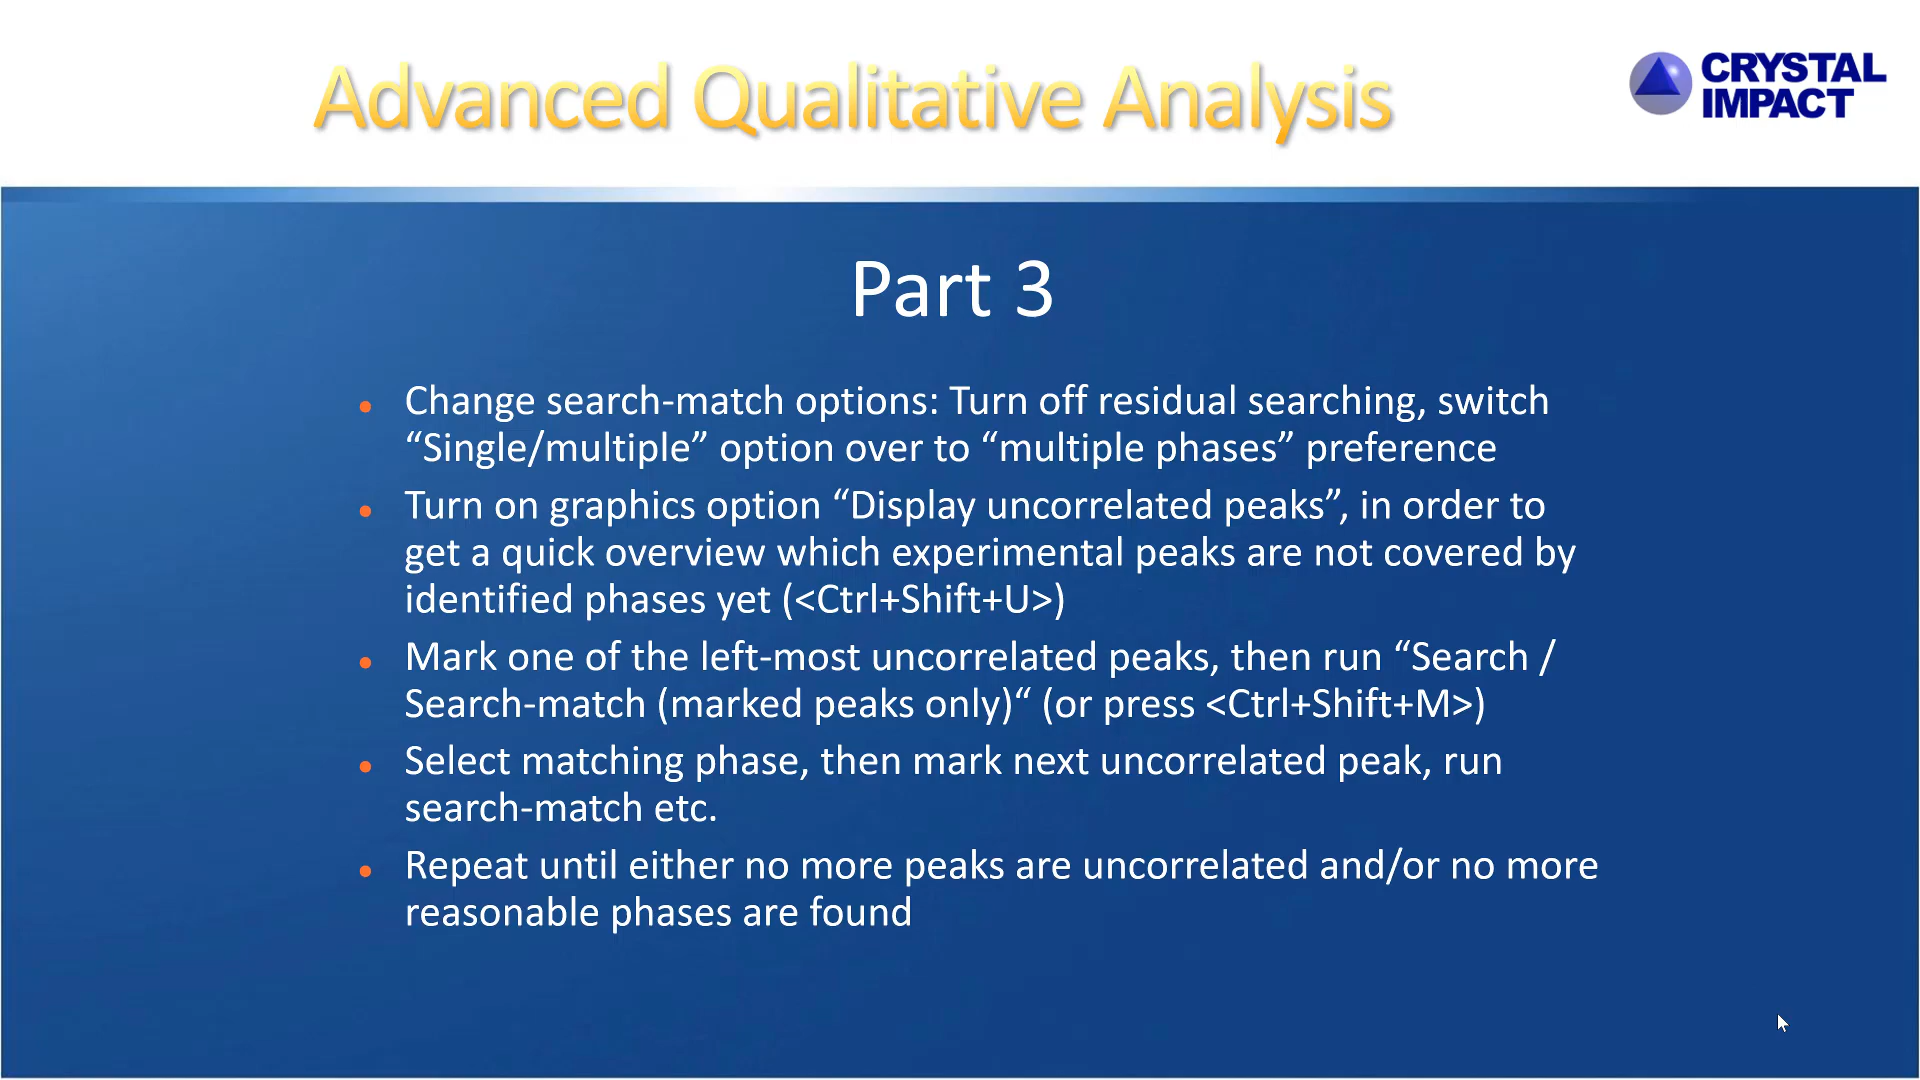 Advanced Qualitative Analysis
CRYSTAL
IMPACT
Part 3
• Change search-match options: Turn off residual searching, switch
“Single/multiple” option over to “multiple phases” preference
• Turn on graphics option “Display uncorrelated peaks”, in order to
get a quick overview which experimental peaks are not covered by
identified phases yet (<Ctrl+Shift+U>)
• Mark one of the left-most uncorrelated peaks, then run “Search /
Search-match (marked peaks only)“ (or press <Ctrl+Shift+M>)
• Select matching phase, then mark next uncorrelated peak, run
search-match etc.
• Repeat until either no more peaks are uncorrelated and/or no more
reasonable phases are found